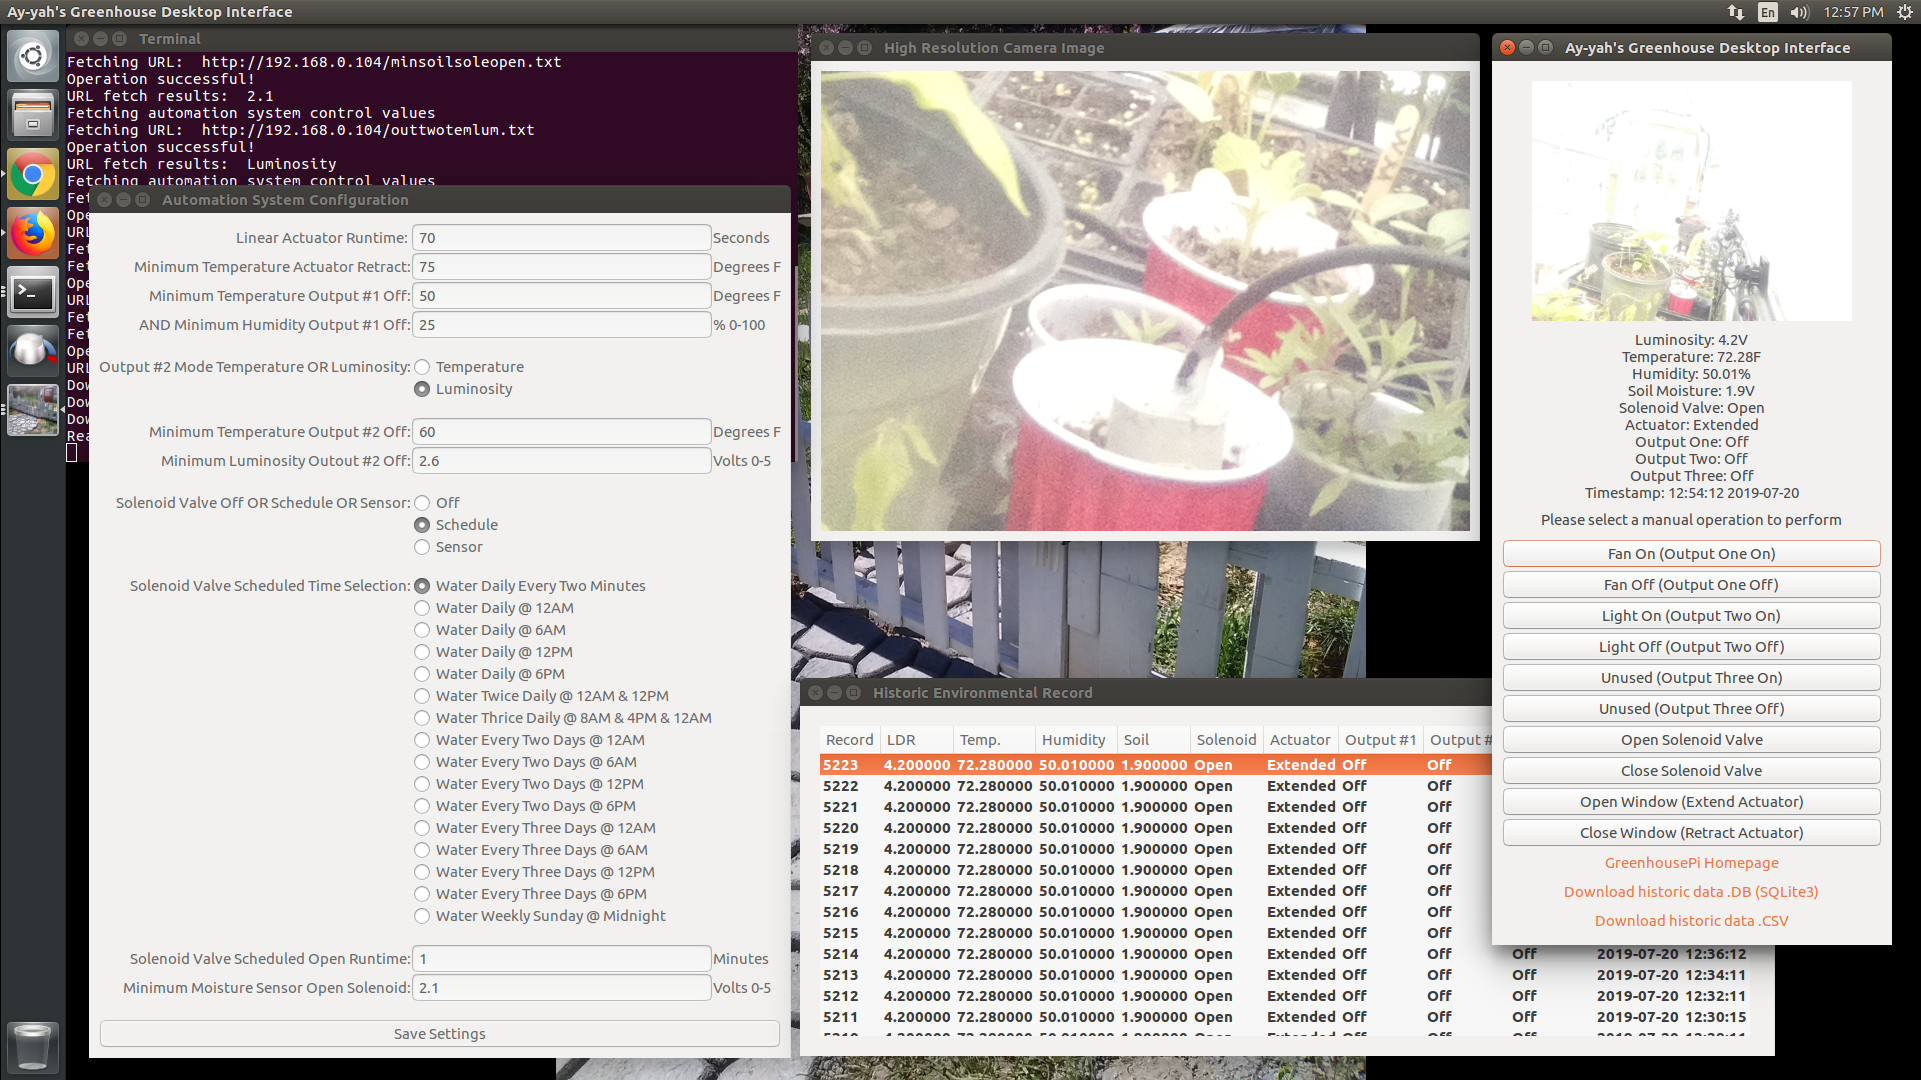 Ay-yah's Greenhouse Desktop Interface
En
12:57 PM
Terminal
Fetching URL:  http://192.168.0.104/minsoilsoleopen.txt
Operation successful!
URL fetch results:  2.1
Fetching automation system control values
Fetching URL:  http://192.168.0.104/outtwotemlum.txt
Operation successful!
URL fetch results:  Luminosity
Fetching automation system control values
Automation System Configuration
Linear Actuator Runtime: 70 Seconds
Minimum Temperature Actuator Retract: 75 Degrees F
Minimum Temperature Output #1 Off: 50 Degrees F
AND Minimum Humidity Output #1 Off: 25 % 0-100
Output #2 Mode Temperature OR Luminosity: Temperature
Luminosity
Minimum Temperature Output #2 Off: 60 Degrees F
Minimum Luminosity Outout #2 Off: 2.6 Volts 0-5
Solenoid Valve Off OR Schedule OR Sensor: Off
Schedule
Sensor
Solenoid Valve Scheduled Time Selection: Water Daily Every Two Minutes
Water Daily @ 12AM
Water Daily @ 6AM
Water Daily @ 12PM
Water Daily @ 6PM
Water Twice Daily @ 12AM & 12PM
Water Thrice Daily @ 8AM & 4PM & 12AM
Water Every Two Days @ 12AM
Water Every Two Days @ 6AM
Water Every Two Days @ 12PM
Water Every Two Days @ 6PM
Water Every Three Days @ 12AM
Water Every Three Days @ 6AM
Water Every Three Days @ 12PM
Water Every Three Days @ 6PM
Water Weekly Sunday @ Midnight
Solenoid Valve Scheduled Open Runtime: 1 Minutes
Minimum Moisture Sensor Open Solenoid: 2.1 Volts 0-5
Save Settings
High Resolution Camera Image
Historic Environmental Record
Record LDR Temp. Humidity Soil Solenoid Actuator Output #1 Output #
5223 4.200000 72.280000 50.010000 1.900000 Open Extended Off Off
5222 4.200000 72.280000 50.010000 1.900000 Open Extended Off Off
5221 4.200000 72.280000 50.010000 1.900000 Open Extended Off Off
5220 4.200000 72.280000 50.010000 1.900000 Open Extended Off Off
5219 4.200000 72.280000 50.010000 1.900000 Open Extended Off Off
5218 4.200000 72.280000 50.010000 1.900000 Open Extended Off Off
5217 4.200000 72.280000 50.010000 1.900000 Open Extended Off Off
5216 4.200000 72.280000 50.010000 1.900000 Open Extended Off Off
5215 4.200000 72.280000 50.010000 1.900000 Open Extended Off Off
5214 4.200000 72.280000 50.010000 1.900000 Open Extended Off Off Off 2019-07-20 12:36:12
5213 4.200000 72.280000 50.010000 1.900000 Open Extended Off Off Off 2019-07-20 12:34:11
5212 4.200000 72.280000 50.010000 1.900000 Open Extended Off Off Off 2019-07-20 12:32:11
5211 4.200000 72.280000 50.010000 1.900000 Open Extended Off Off Off 2019-07-20 12:30:15
Ay-yah's Greenhouse Desktop Interface
Luminosity: 4.2V
Temperature: 72.28F
Humidity: 50.01%
Soil Moisture: 1.9V
Solenoid Valve: Open
Actuator: Extended
Output One: Off
Output Two: Off
Output Three: Off
Timestamp: 12:54:12 2019-07-20
Please select a manual operation to perform
Fan On (Output One On)
Fan Off (Output One Off)
Light On (Output Two On)
Light Off (Output Two Off)
Unused (Output Three On)
Unused (Output Three Off)
Open Solenoid Valve
Close Solenoid Valve
Open Window (Extend Actuator)
Close Window (Retract Actuator)
GreenhousePi Homepage
Download historic data .DB (SQLite3)
Download historic data .CSV